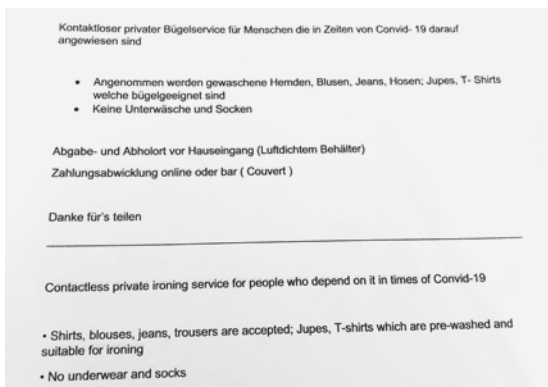 Kontaktloser privater Bügelservice für Menschen die in Zeiten von Convid- 19 darauf
angewiesen sind
• Angenommen werden gewaschene Hemden, Blusen, Jeans, Hosen; Jupes, T- Shirts
welche bügelgeeignet sind
• Keine Unterwäsche und Socken
Abgabe- und Abholort vor Hauseingang (Luftdichtem Behälter)
Zahlungsabwicklung online oder bar ( Couvert )
Danke für's teilen
Contactless private ironing service for people who depend on it in times of Convid-19
• Shirts, blouses, jeans, trousers are accepted; Jupes, T-shirts which are pre-washed and
suitable for ironing
• No underwear and socks